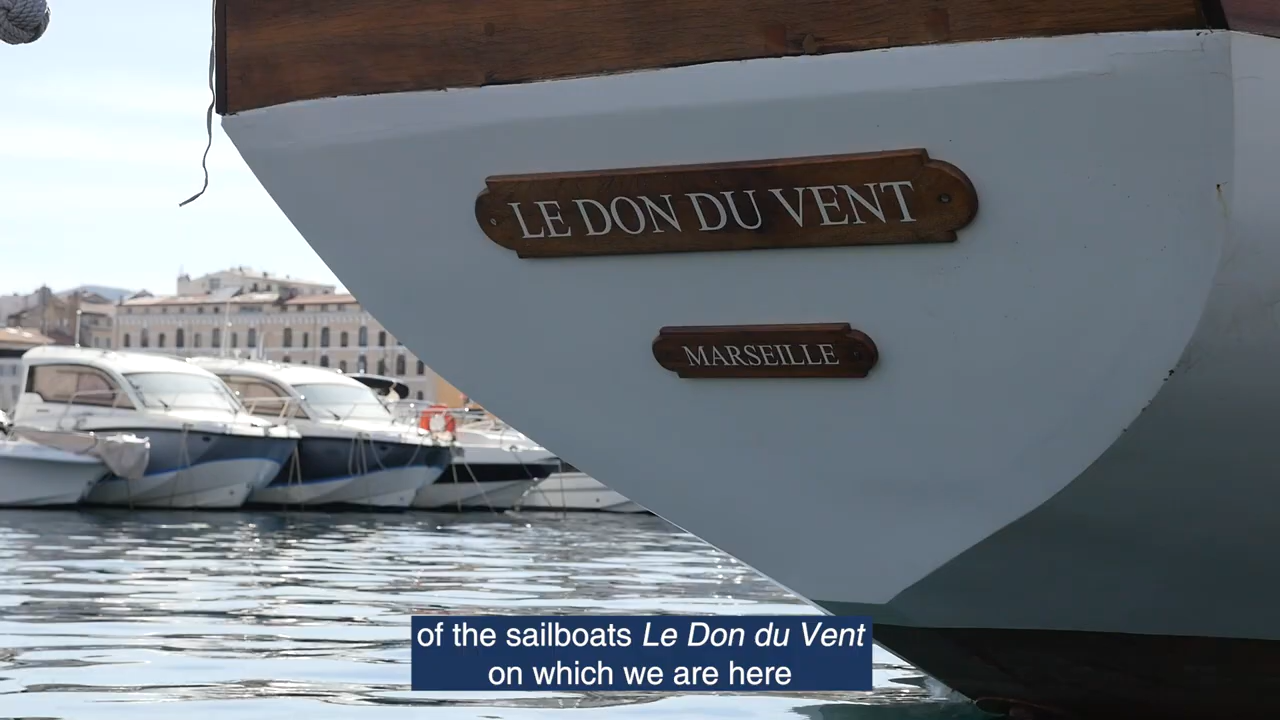 LE DON DU VENT
MARSEILLE
of the sailboats Le Don du Vent
on which we are here